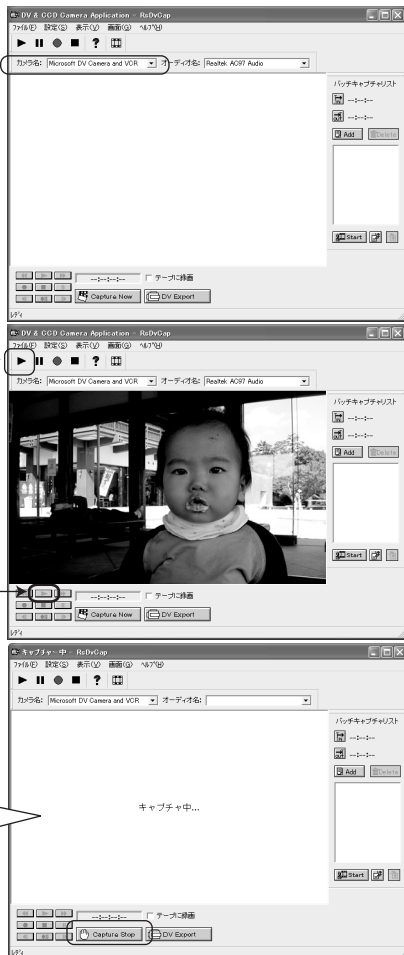 DV & CCD Camera Application - RsDvCap
ファイル(F) 設定(S) 表示(V) 画面(G) ヘルプ(H)
カメラ名: Microsoft DV Camera and VCR オーディオ名: Realtek AC97 Audio
バッチキャプチャリスト
--:--:--
--:--:--
Add Delete
Start
--:--:--:-- テープに録画
Capture Now DV Export
レディ
DV & CCD Camera Application - RsDvCap
ファイル(F) 設定(S) 表示(V) 画面(G) ヘルプ(H)
カメラ名: Microsoft DV Camera and VCR オーディオ名: Realtek AC97 Audio
バッチキャプチャリスト
--:--:--
--:--:--
Add Delete
Start
--:--:--:-- テープに録画
Capture Now DV Export
レディ
キャプチャー中 - RsDvCap
ファイル(F) 設定(S) 表示(V) 画面(G) ヘルプ(H)
カメラ名: Microsoft DV Camera and VCR オーディオ名:
バッチキャプチャリスト
--:--:--
--:--:--
Add Delete
キャプチャ中...
Start
--:--:--:-- テープに録画
Capture Stop DV Export
レディ